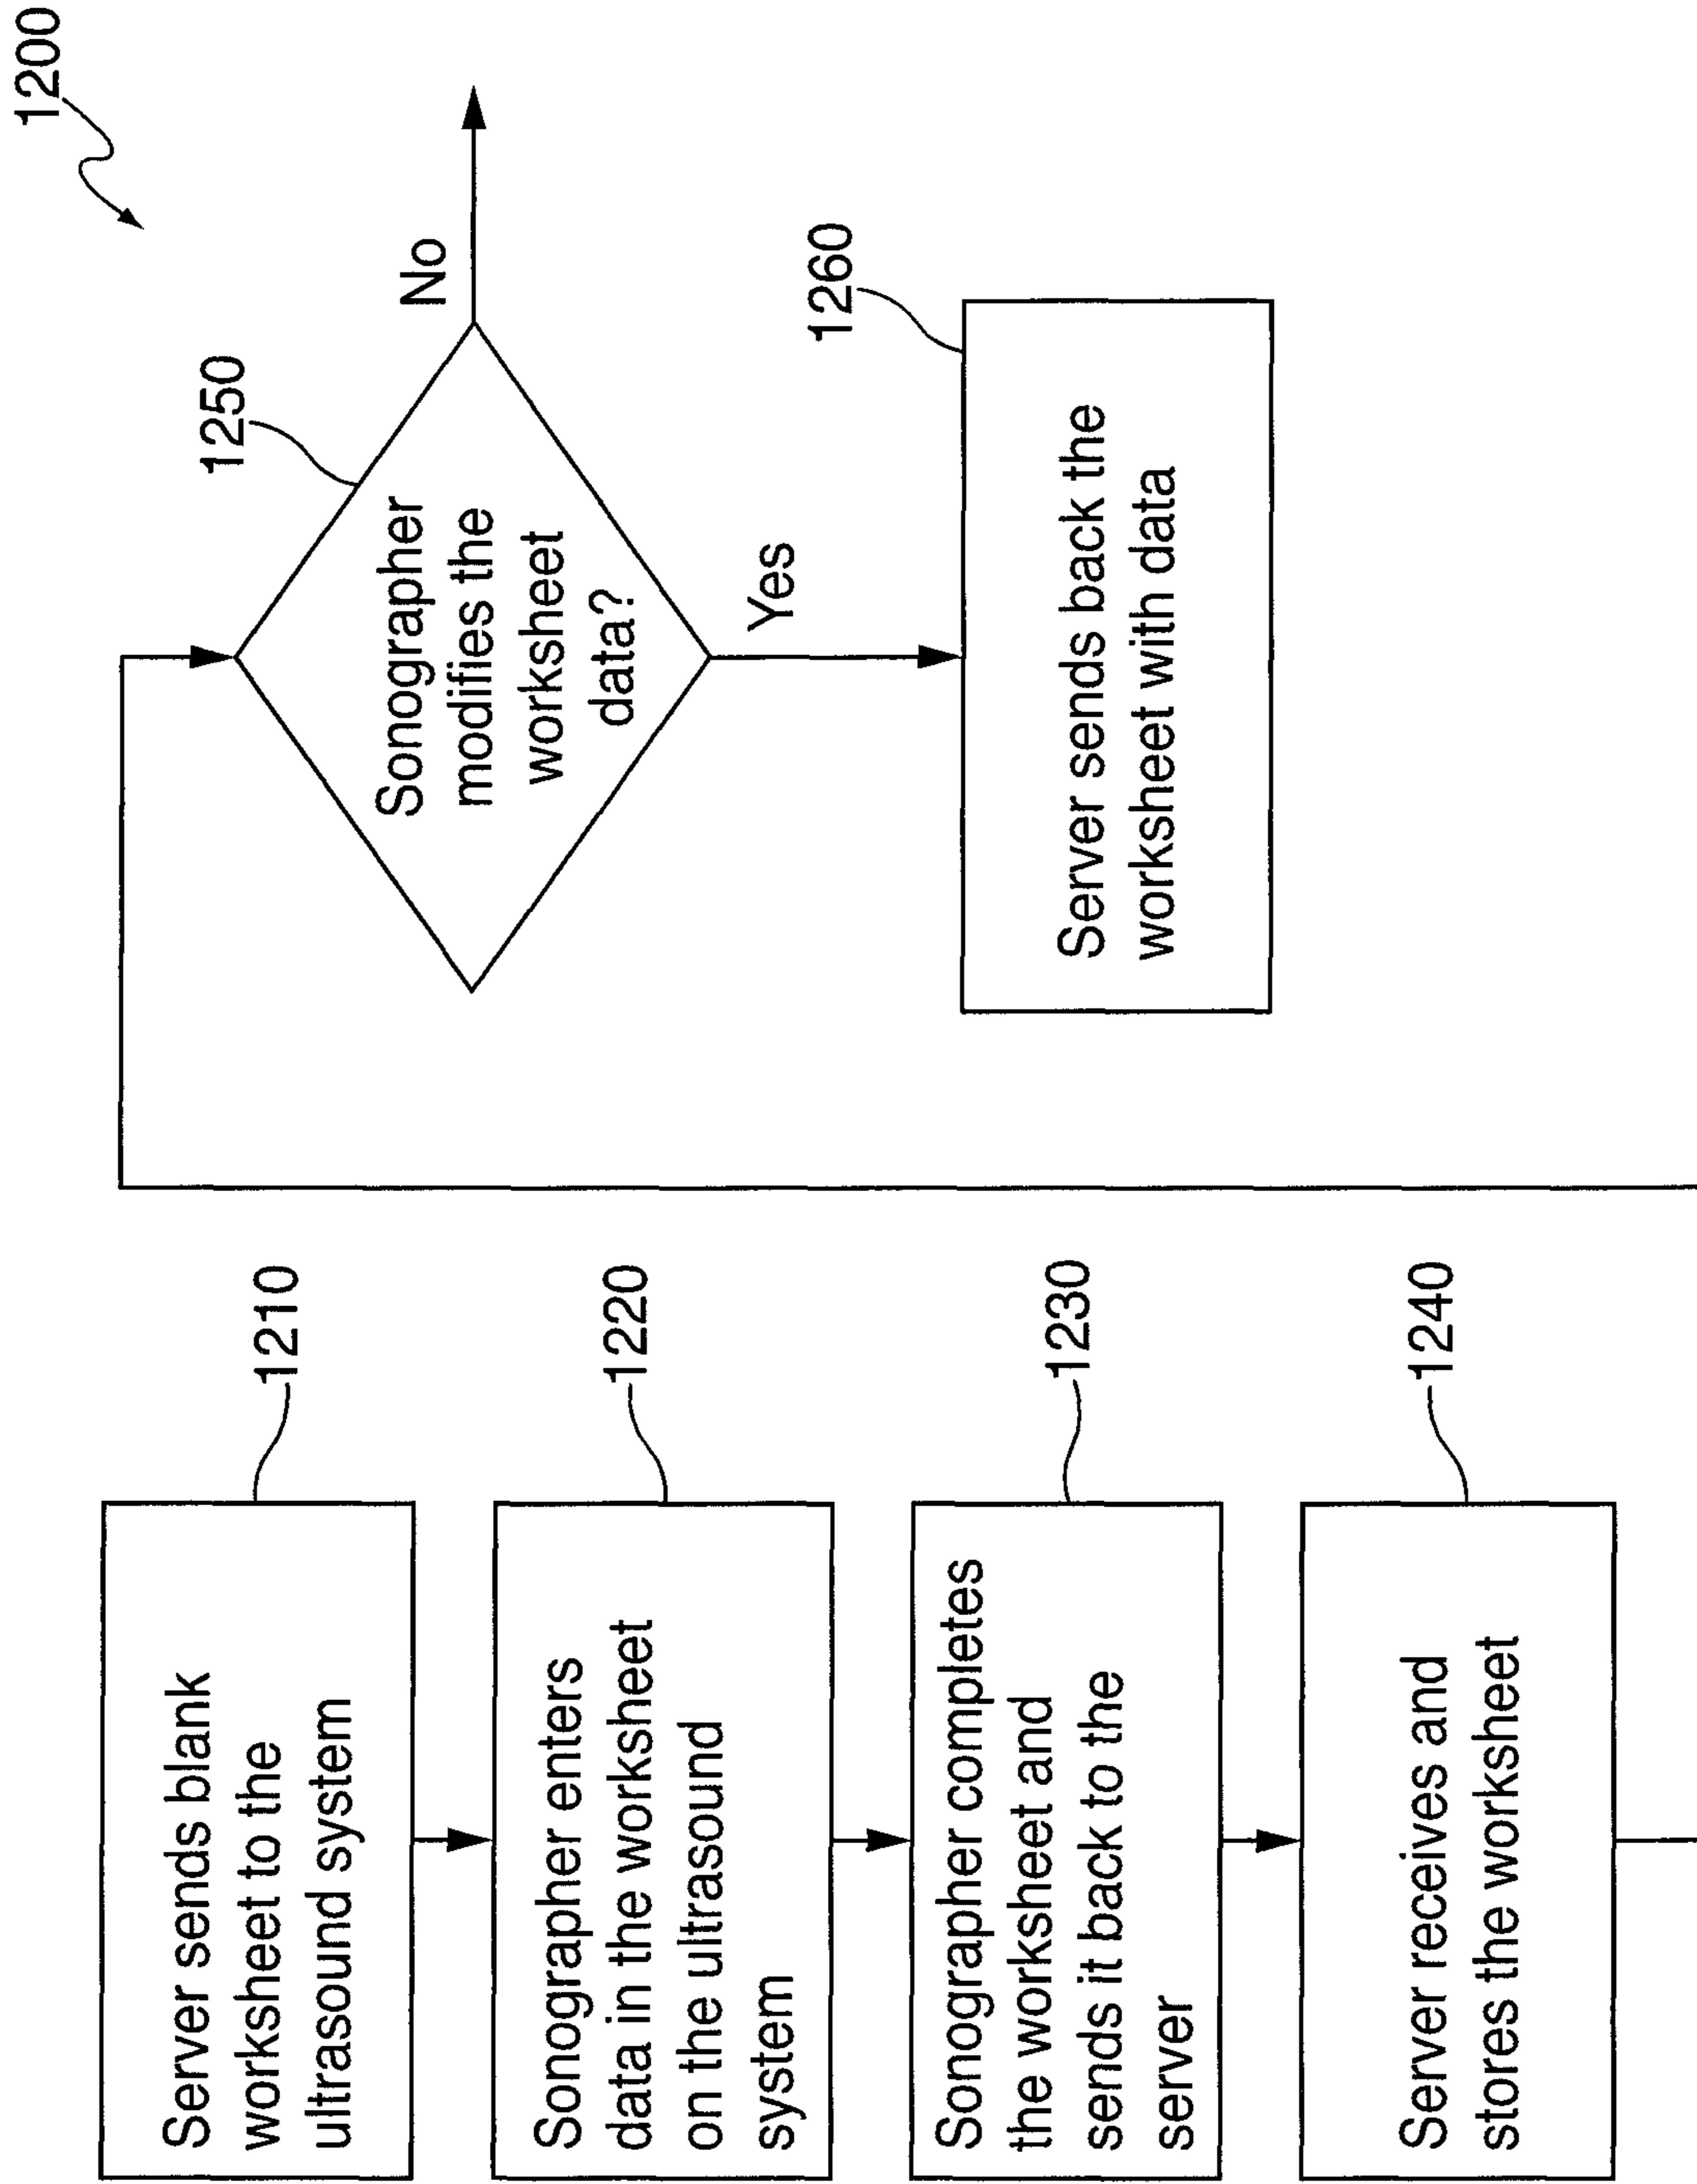 1200
Server sends blank
worksheet to the
ultrasound system
1210
Sonographer enters
data in the worksheet
on the ultrasound
system
1220
Sonographer completes
the worksheet and
sends it back to the
server
1230
Server receives and
stores the worksheet
1240
Sonographer
modifies the
worksheet
data?
1250
No
Yes
Server sends back the
worksheet with data
1260